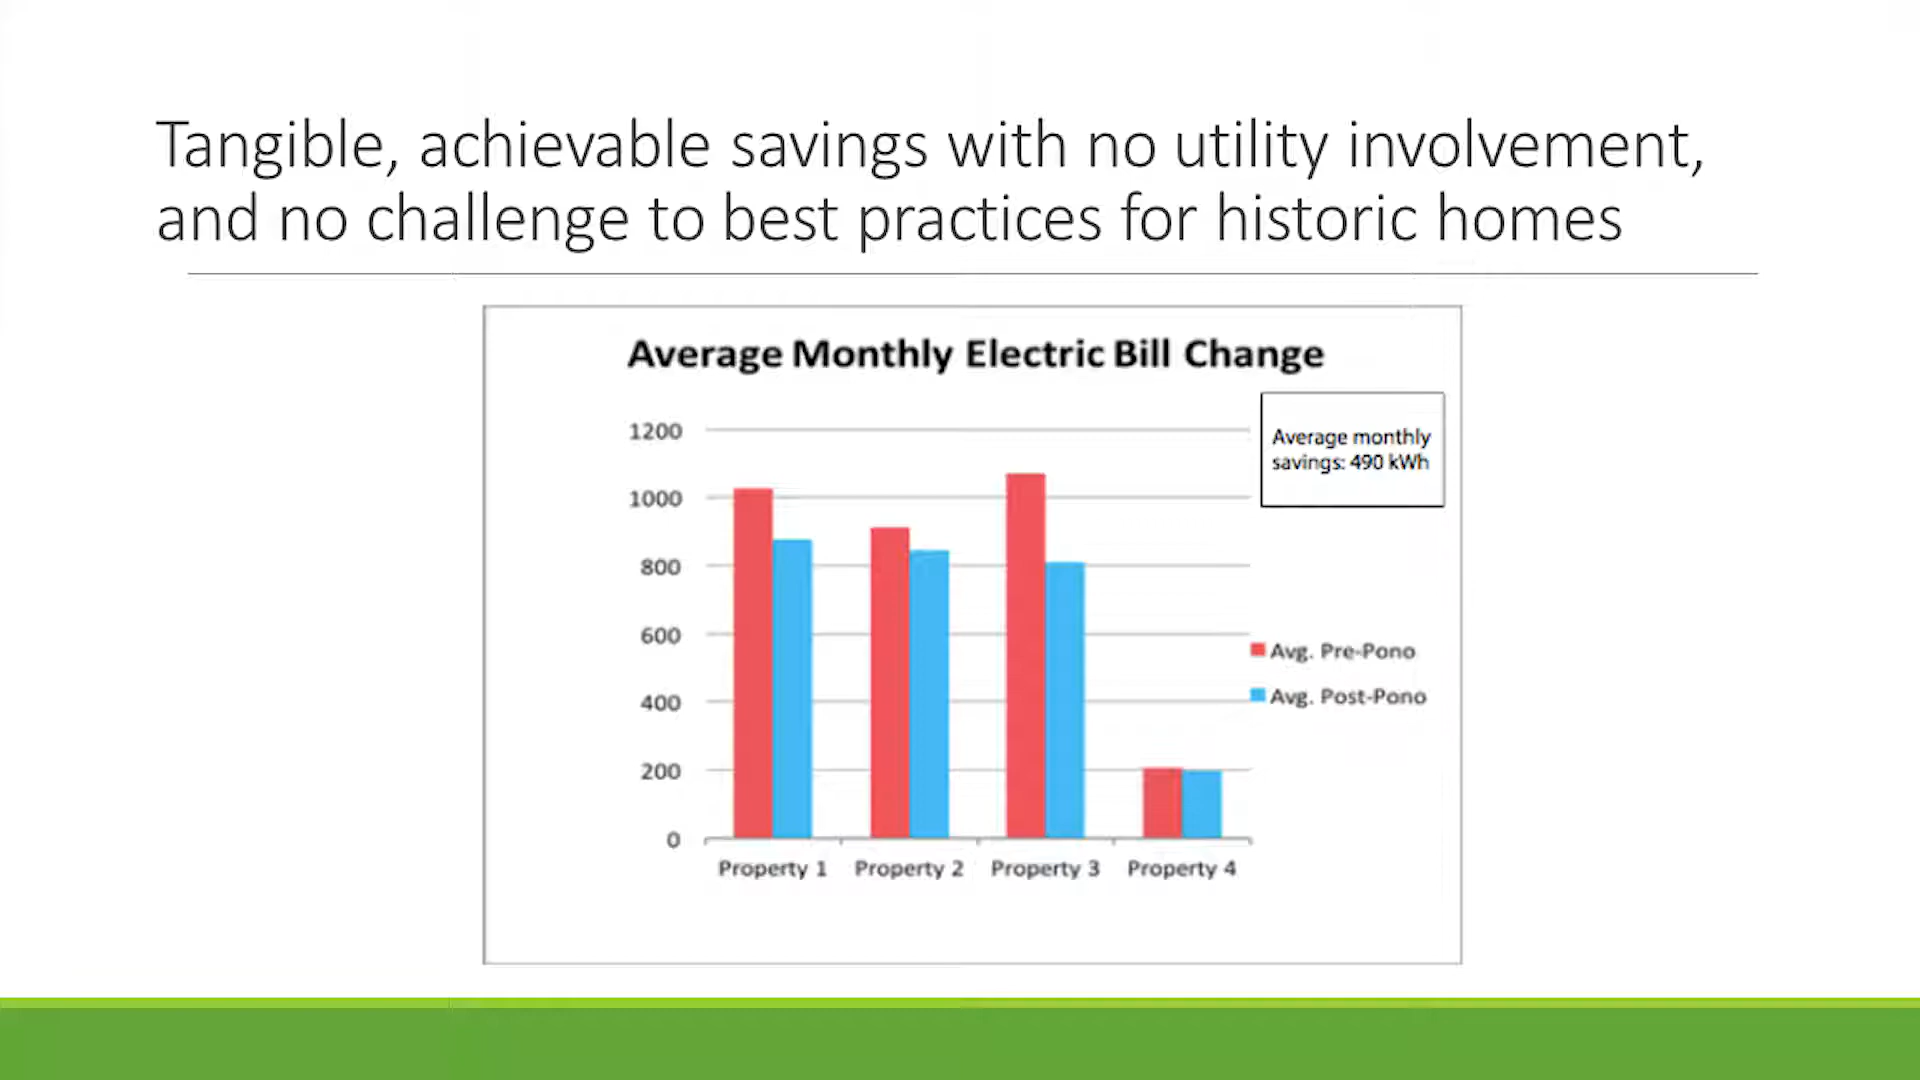 Tangible, achievable savings with no utility involvement,
and no challenge to best practices for historic homes
Average Monthly Electric Bill Change
Average monthly
savings: 490 kWh
1200
1000
800
600
400
200
0
Avg. Pre-Pono
Avg. Post-Pono
Property 1 Property 2 Property 3 Property 4